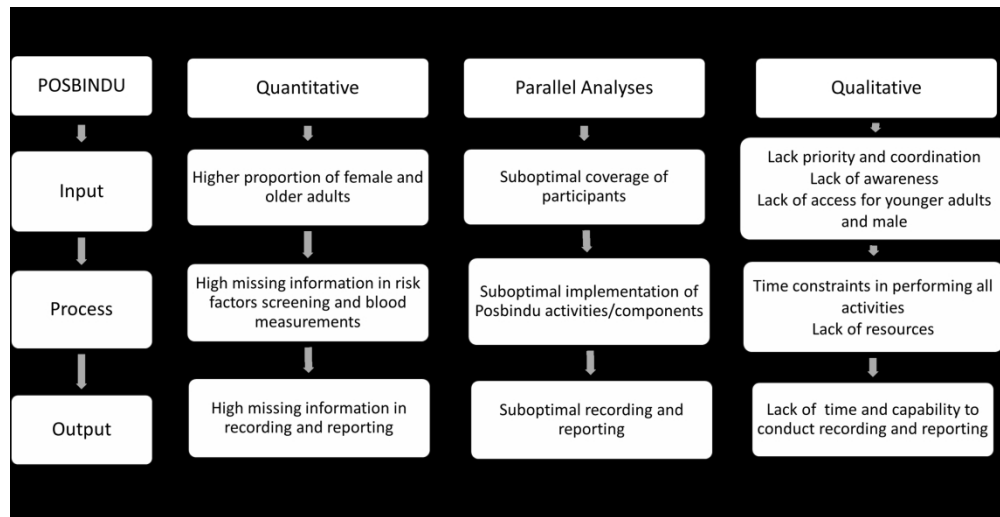 POSBINDU
Quantitative
Parallel Analyses
Qualitative
Input
Higher proportion of female and
older adults
Suboptimal coverage of
participants
Lack priority and coordination
Lack of awareness
Lack of access for younger adults
and male
Process
High missing information in risk
factors screening and blood
measurements
Suboptimal implementation of
Posbindu activities/components
Time constraints in performing all
activities
Lack of resources
Output
High missing information in
recording and reporting
Suboptimal recording and
reporting
Lack of time and capability to
conduct recording and reporting